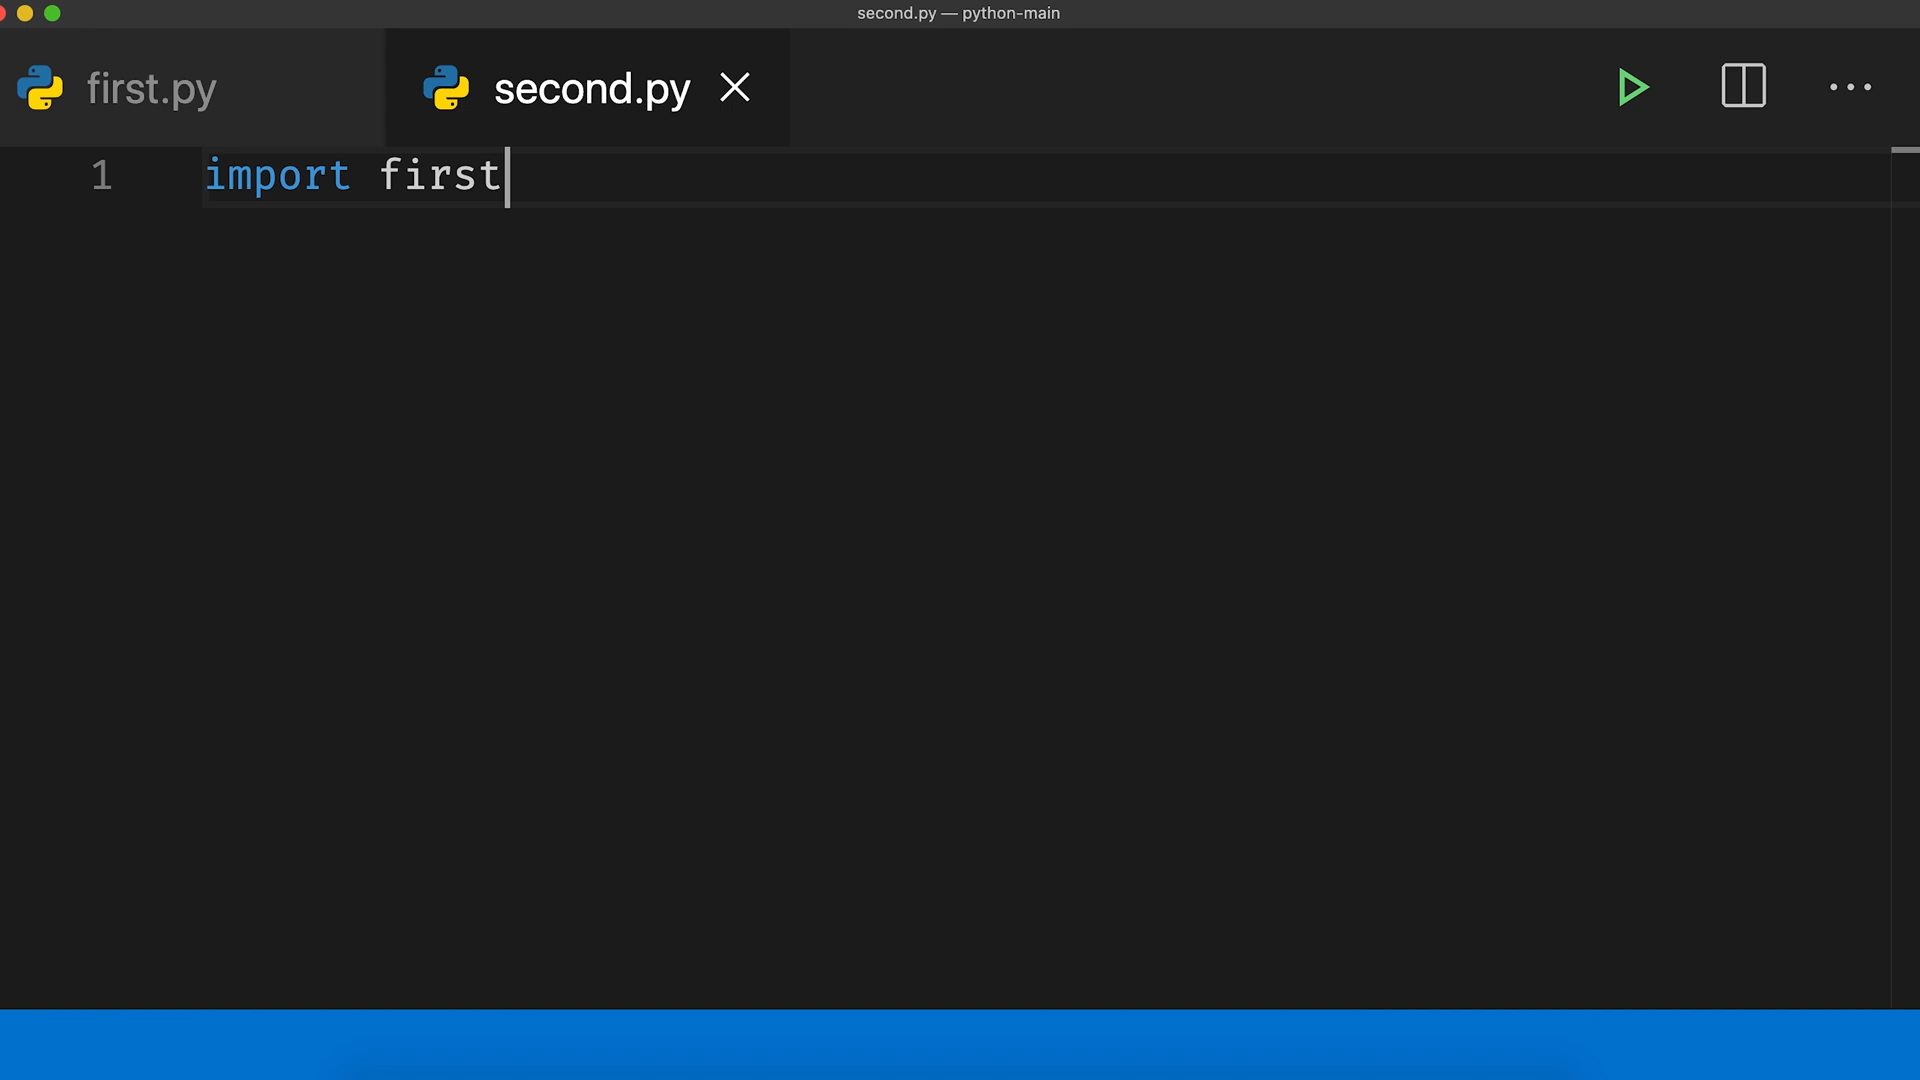 second.py — python-main
first.py
second.py
1 import first